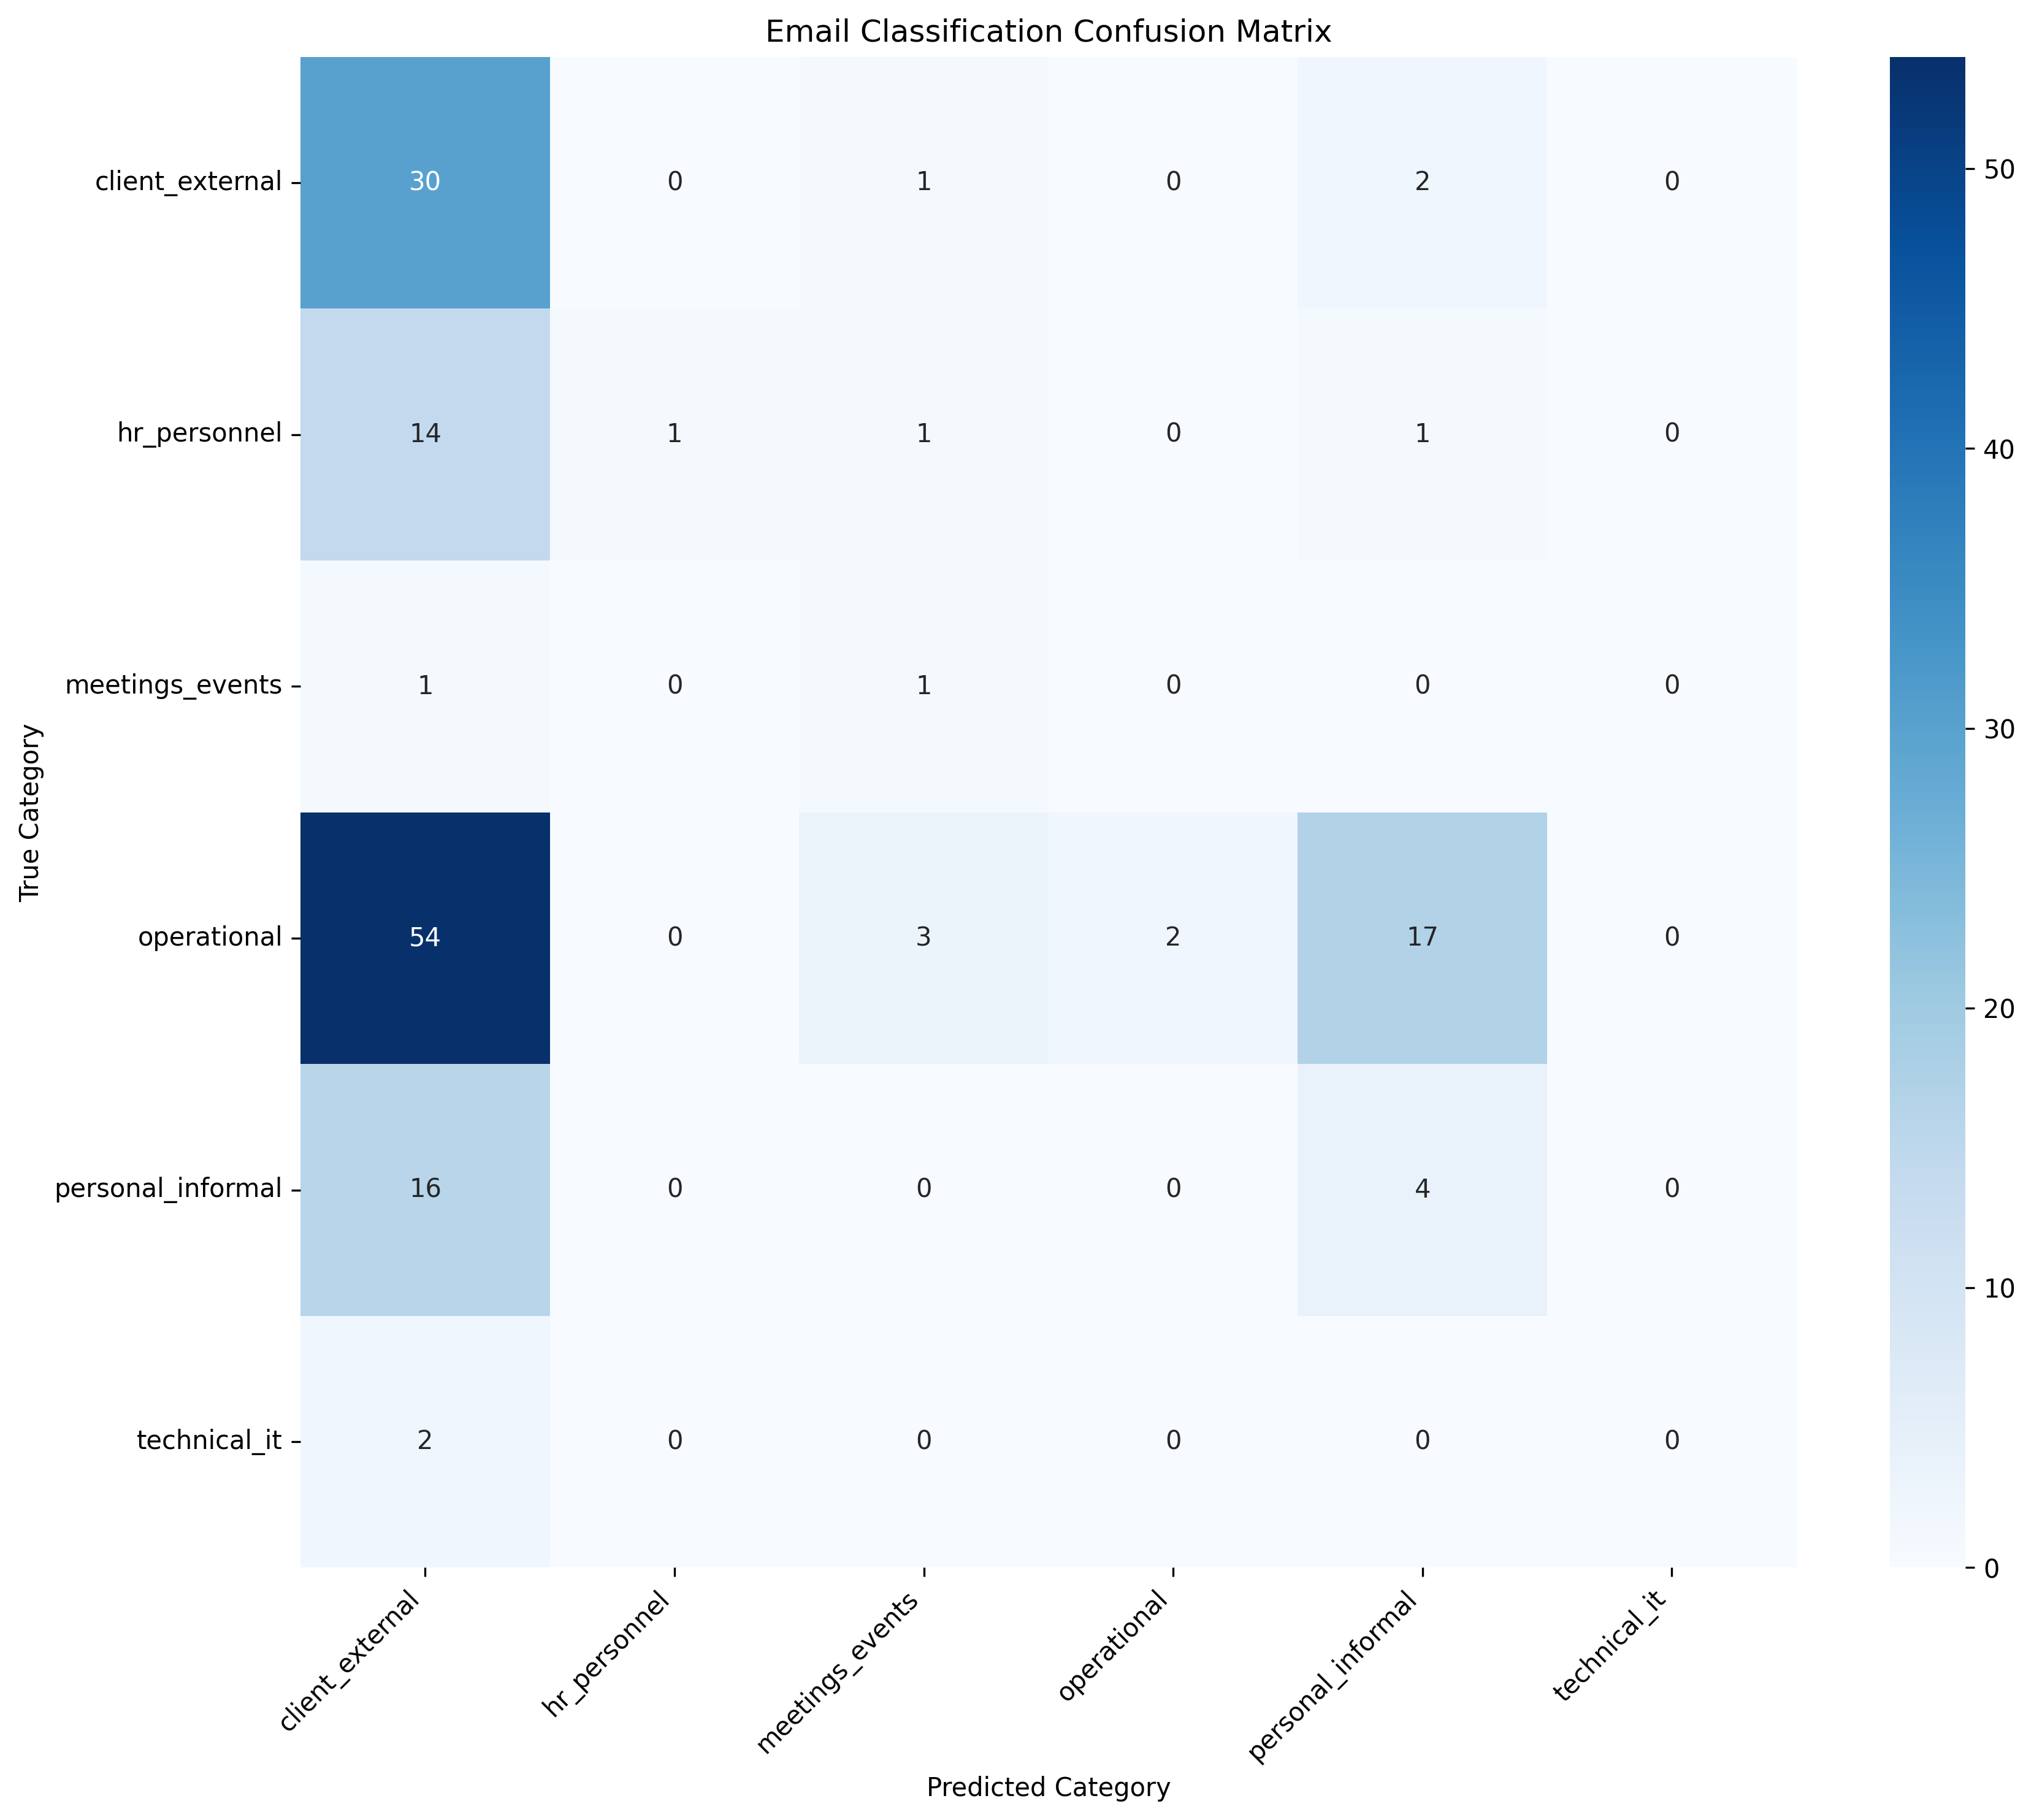 Email Classification Confusion Matrix
client_external 30 0 1 0 2 0
hr_personnel 14 1 1 0 1 0
meetings_events 1 0 1 0 0 0
operational 54 0 3 2 17 0
personal_informal 16 0 0 0 4 0
technical_it 2 0 0 0 0 0
True Category
client_external hr_personnel meetings_events operational personal_informal technical_it
Predicted Category
50
40
30
20
10
0